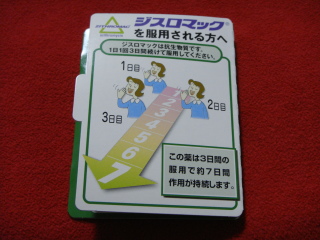 ジスロマック®
を服用される方へ
ジスロマックは抗生物質です。
1日1回3日間続けて服用してください。
1日目
2日目
3日目
1
2
3
4
5
6
7
この薬は3日間の
服用で約7日間
作用が持続します。